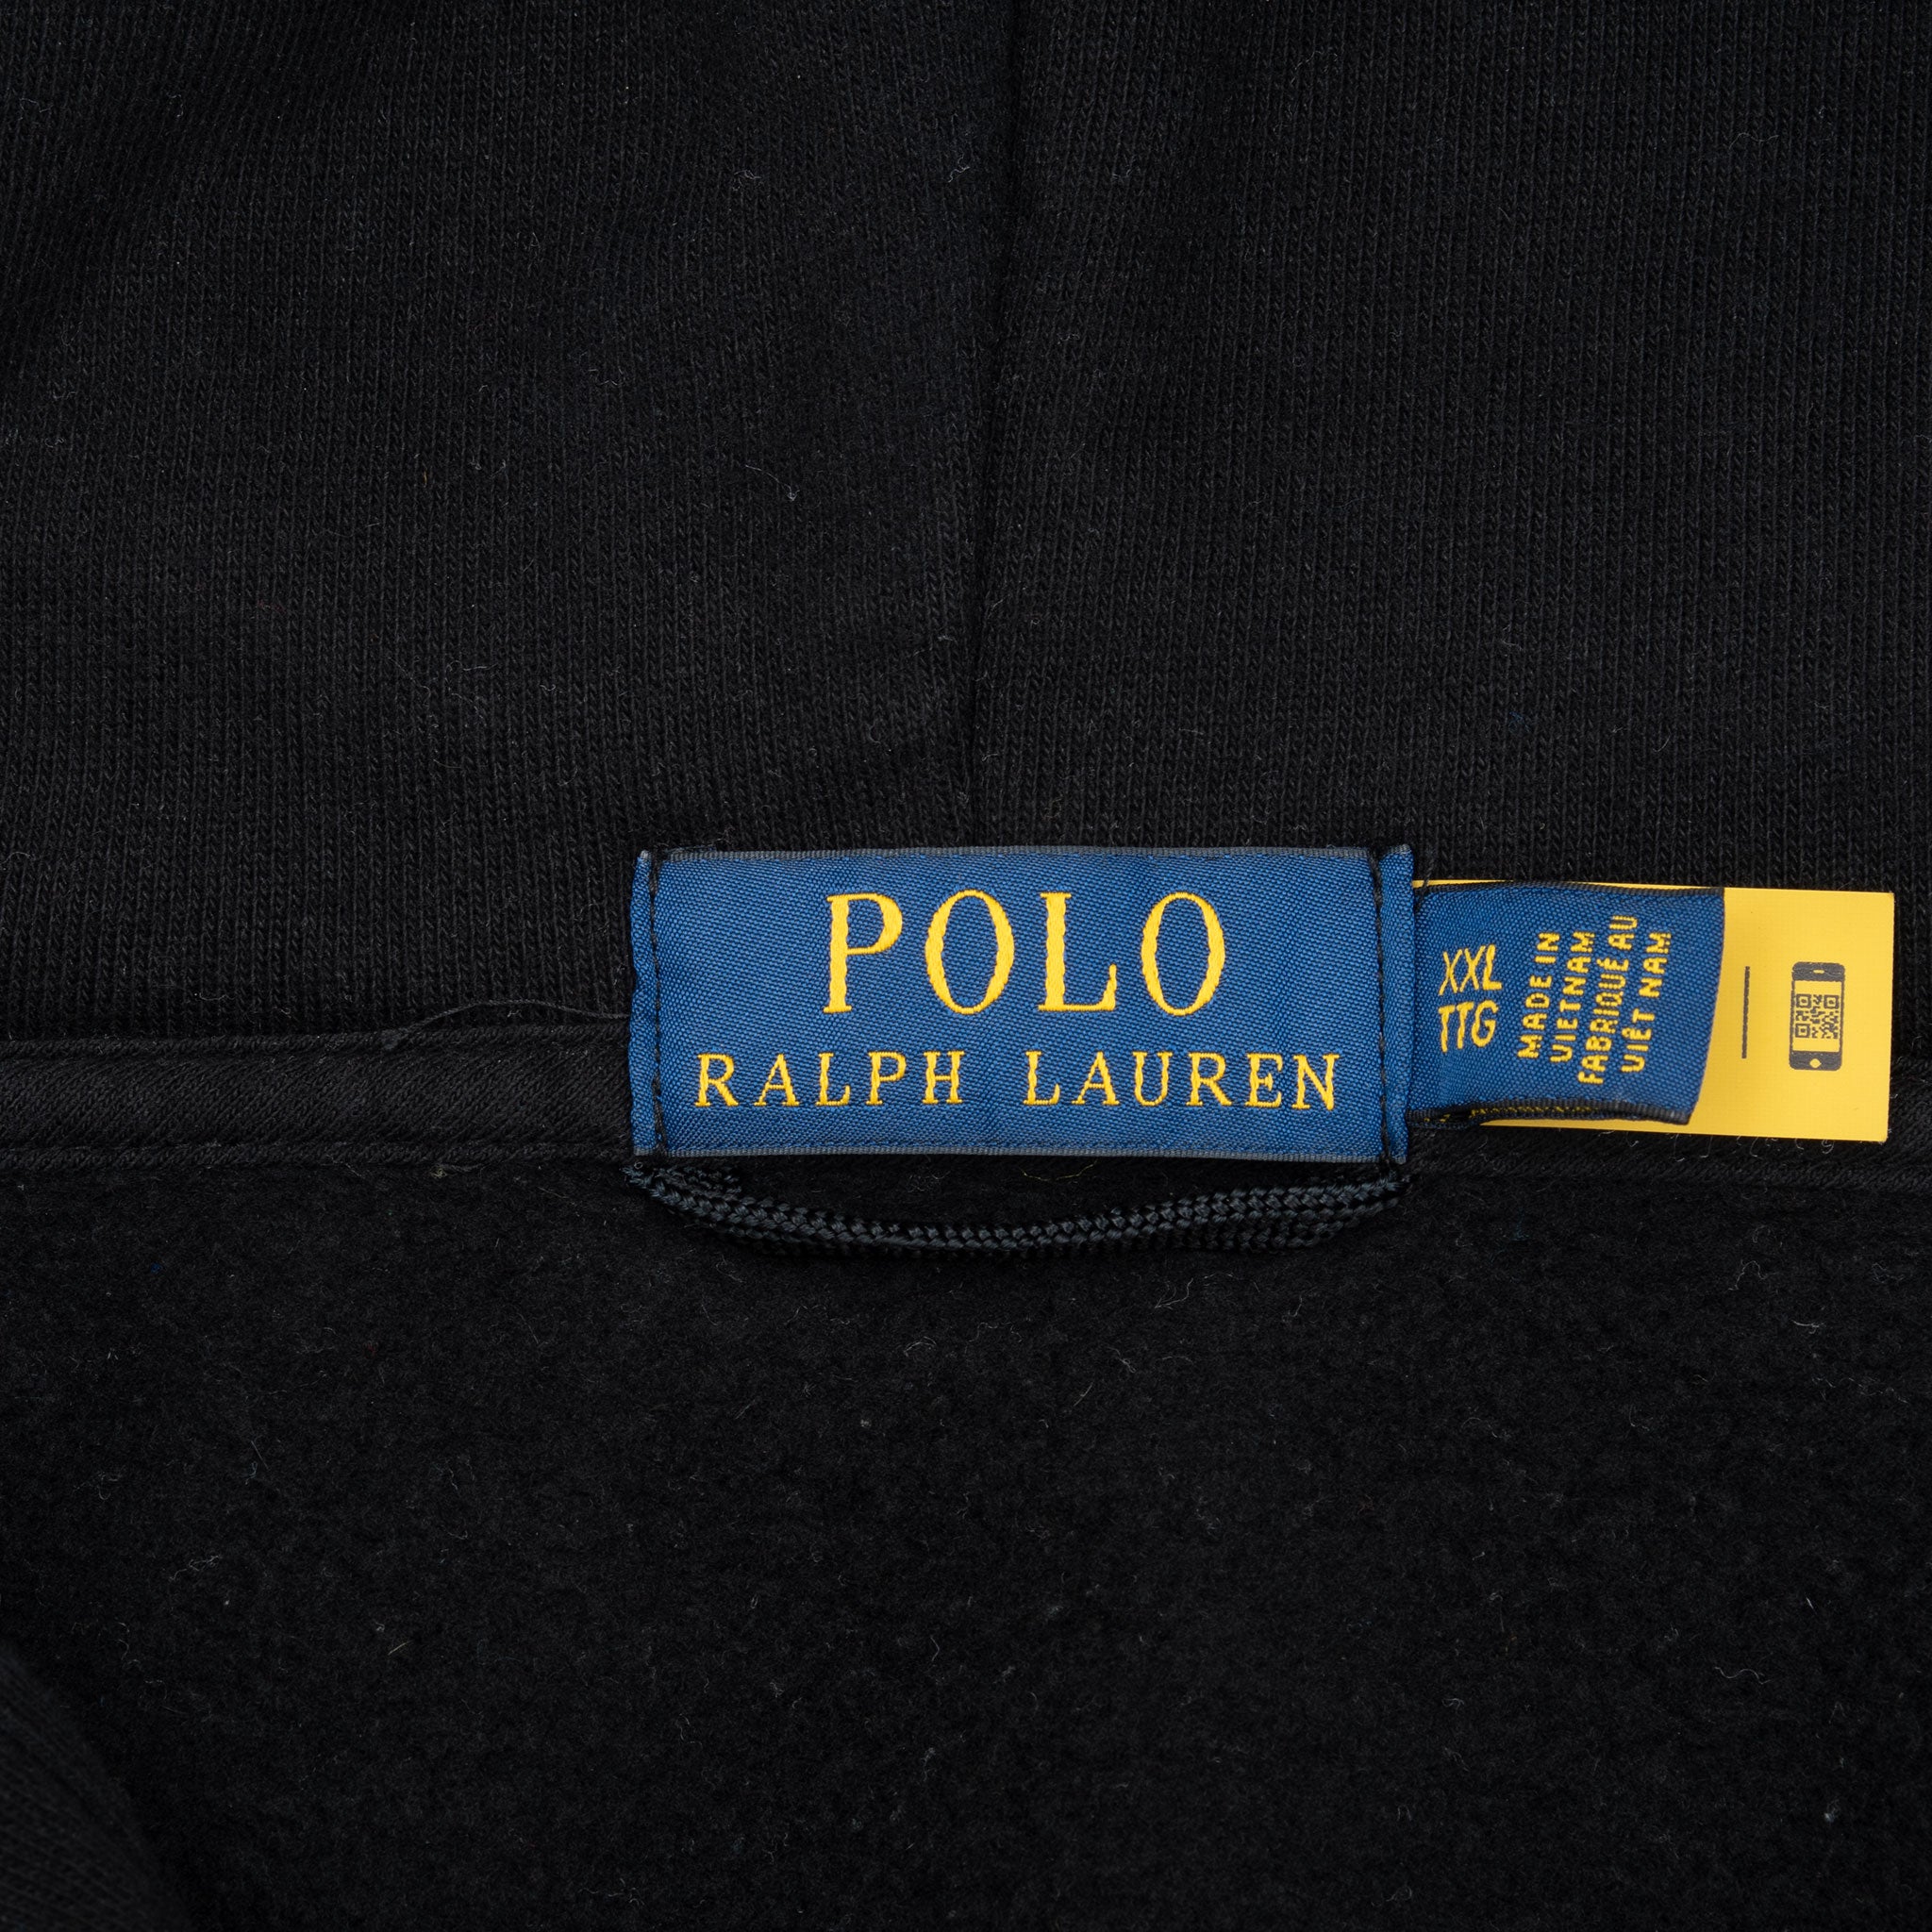 POLO
RALPH LAUREN
XXL
TTG
MADE IN
VIETNAM
FABRIQUÉ AU
VIÊT NAM